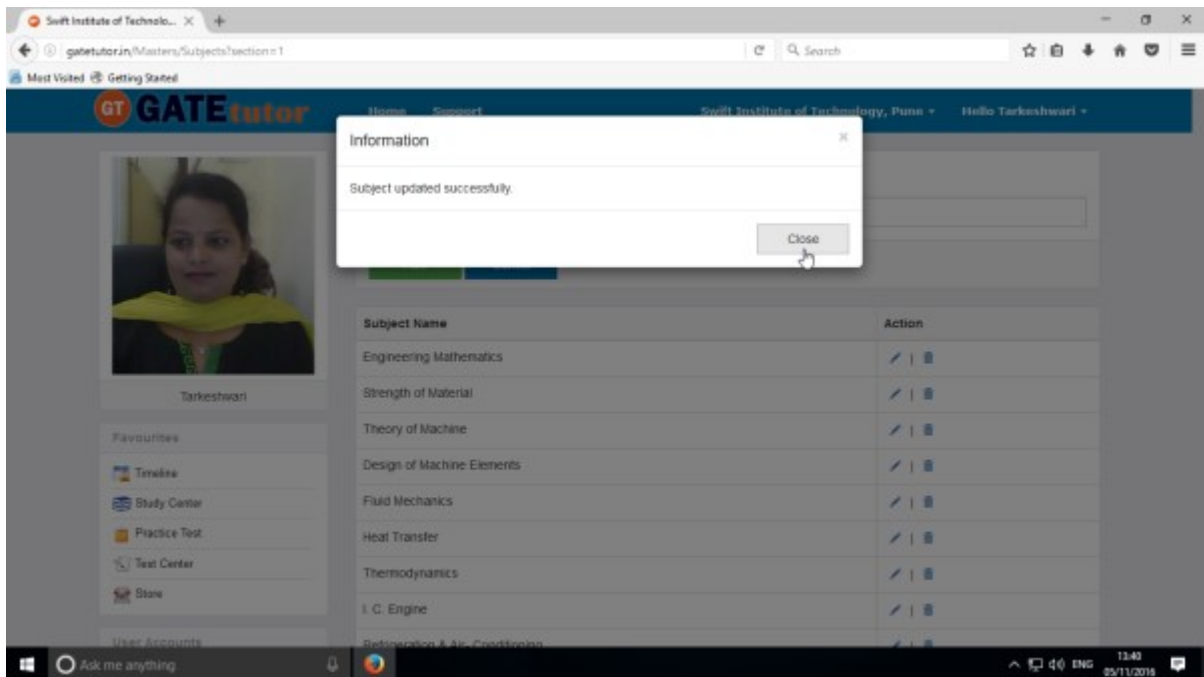 Swift Institute of Technolo...
gatetutor.in/Masters/Subjects?section=1
Search
Most Visited Getting Started
GT GATEtutor
Home Support Swift Institute of Technology, Pune Hello Tarkeshwari
Information
Subject updated successfully.
Close
Subject Name Action
Engineering Mathematics
Strength of Material
Tarkeshwari
Theory of Machine
Favourites
Design of Machine Elements
Timeline
Study Center
Fluid Mechanics
Practice Test
Heat Transfer
Test Center
Thermodynamics
Store
I. C. Engine
User Accounts
Refrigeration & Air- Conditioning
Ask me anything
ENG
13:40
05/11/2016